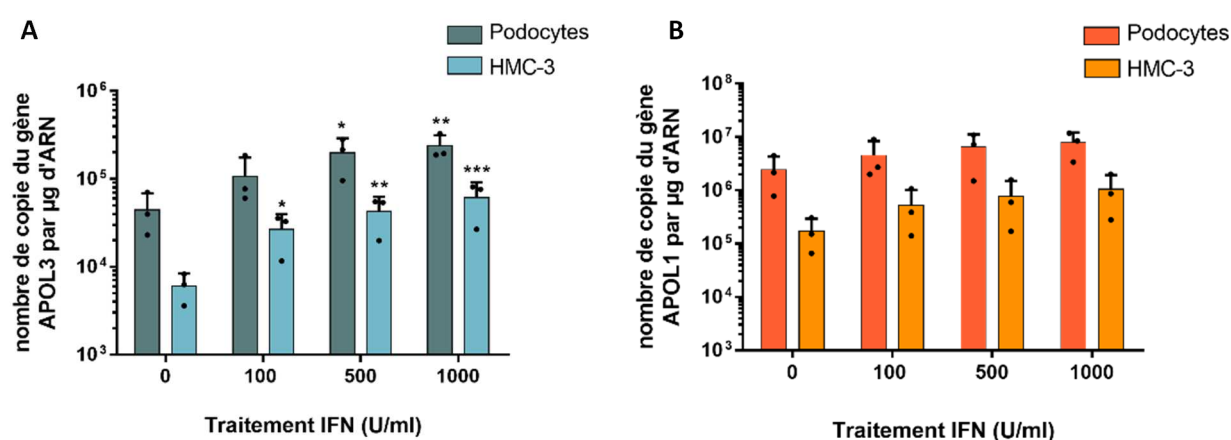 A
Podocytes
HMC-3
nombre de copie du gène
APOL3 par µg d'ARN
10⁶
10⁵
10⁴
10³
*
**
*
**
***
0
100
500
1000
Traitement IFN (U/ml)
B
Podocytes
HMC-3
nombre de copie du gène
APOL1 par µg d'ARN
10⁸
10⁷
10⁶
10⁵
10⁴
10³
0
100
500
1000
Traitement IFN (U/ml)